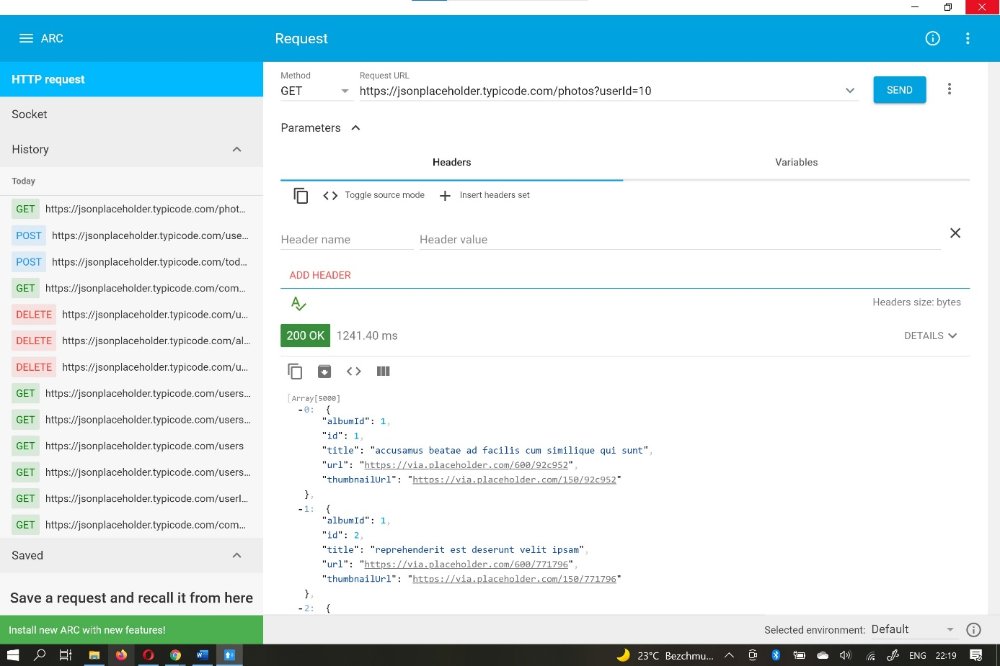 ARC
Request
HTTP request
Socket
History
Today
GET https://jsonplaceholder.typicode.com/phot...
POST https://jsonplaceholder.typicode.com/use...
POST https://jsonplaceholder.typicode.com/tod...
GET https://jsonplaceholder.typicode.com/com...
DELETE https://jsonplaceholder.typicode.com/u...
DELETE https://jsonplaceholder.typicode.com/al...
DELETE https://jsonplaceholder.typicode.com/u...
GET https://jsonplaceholder.typicode.com/users...
GET https://jsonplaceholder.typicode.com/users...
GET https://jsonplaceholder.typicode.com/users
GET https://jsonplaceholder.typicode.com/users...
GET https://jsonplaceholder.typicode.com/userI...
GET https://jsonplaceholder.typicode.com/com...
Saved
Save a request and recall it from here
Install new ARC with new features!
Method
GET
Request URL
https://jsonplaceholder.typicode.com/photos?userId=10
SEND
Parameters
Headers
Variables
Toggle source mode
Insert headers set
Header name
Header value
ADD HEADER
Headers size: bytes
200 OK 1241.40 ms
DETAILS
[Array[5000]
-0: {
"albumId": 1,
"id": 1,
"title": "accusamus beatae ad facilis cum similique qui sunt",
"url": "https://via.placeholder.com/600/92c952",
"thumbnailUrl": "https://via.placeholder.com/150/92c952"
},
-1: {
"albumId": 1,
"id": 2,
"title": "reprehenderit est deserunt velit ipsam",
"url": "https://via.placeholder.com/600/771796",
"thumbnailUrl": "https://via.placeholder.com/150/771796"
},
-2: {
Selected environment: Default
23°C Bezchmu...
ENG
22:19